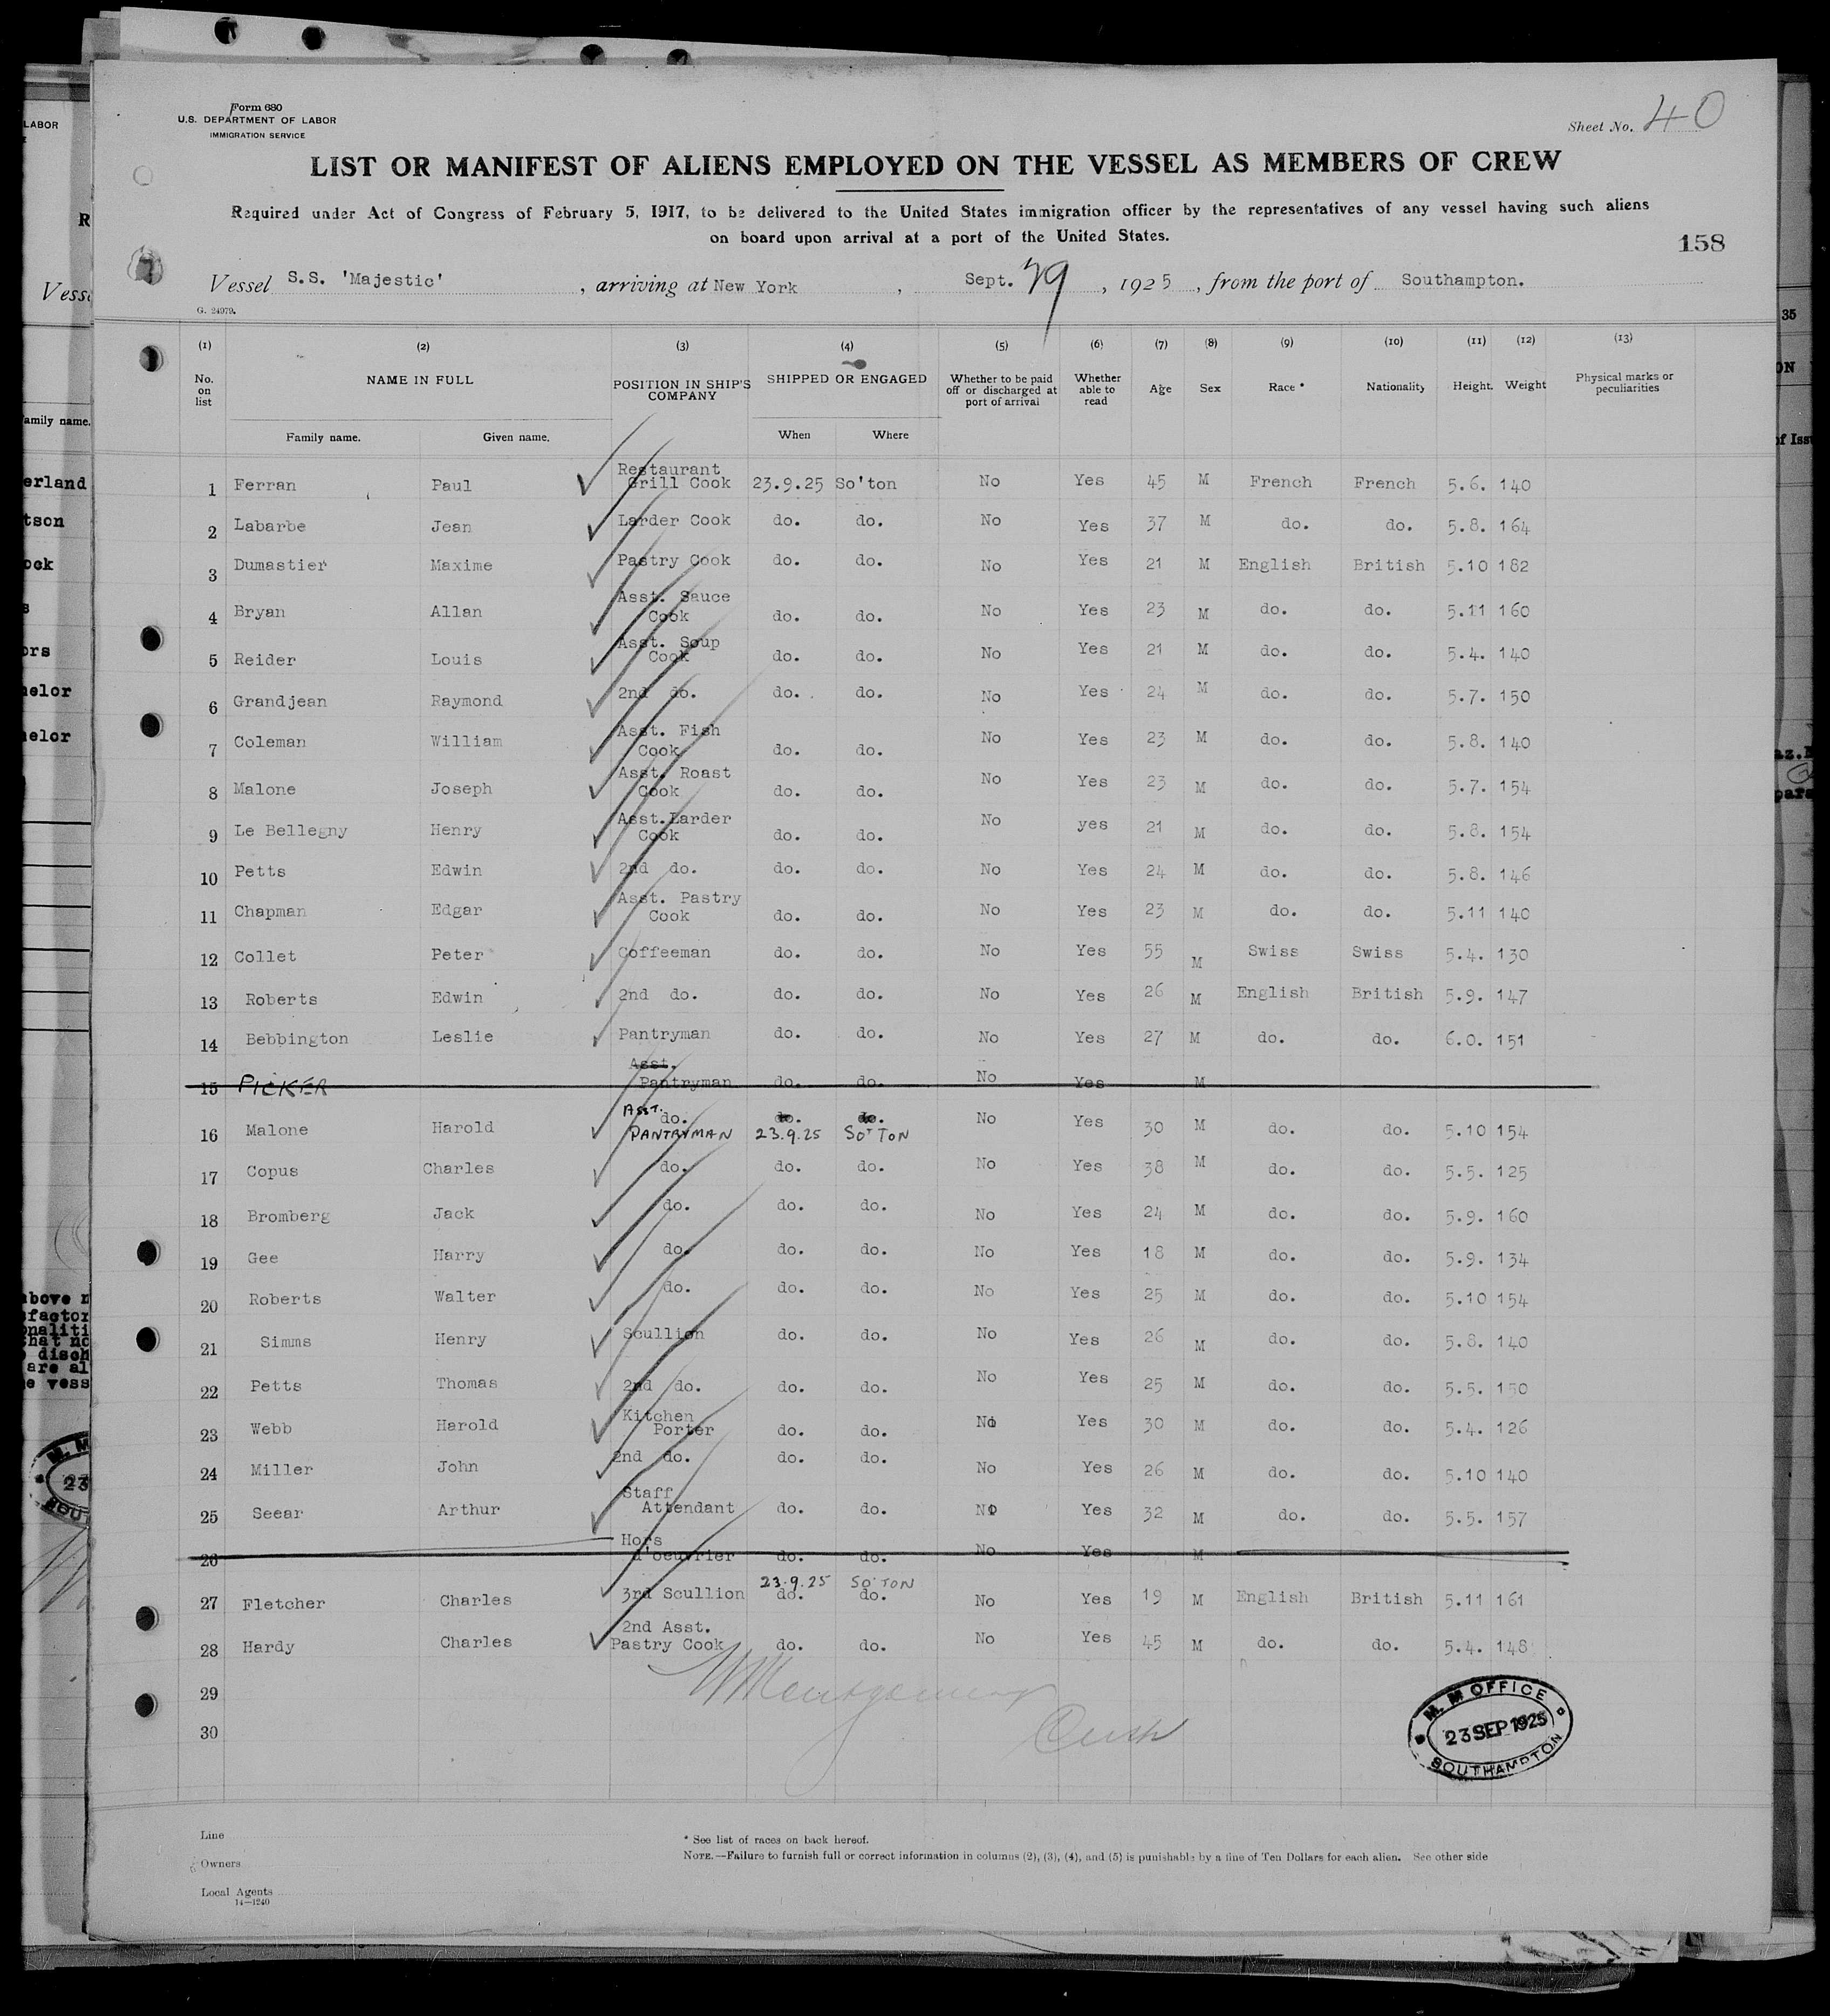 Form 680
U.S. DEPARTMENT OF LABOR
IMMIGRATION SERVICE
Sheet No. 40
LIST OR MANIFEST OF ALIENS EMPLOYED ON THE VESSEL AS MEMBERS OF CREW
Required under Act of Congress of February 5, 1917, to be delivered to the United States immigration officer by the representatives of any vessel having such aliens
on board upon arrival at a port of the United States.
158
Vessel S.S. 'Majestic' , arriving at New York , Sept. 29 , 1925 , from the port of Southampton.
G. 24979.
(1) (2) (3) (4) (5) (6) (7) (8) (9) (10) (11) (12) (13)
No. on list NAME IN FULL POSITION IN SHIP'S COMPANY SHIPPED OR ENGAGED Whether to be paid off or discharged at port of arrival Whether able to read Age Sex Race * Nationality Height. Weight Physical marks or peculiarities
Family name. Given name. When Where
1 Ferran Paul Restaurant Grill Cook 23.9.25 So'ton No Yes 45 M French French 5.6. 140
2 Labarbe Jean Larder Cook do. do. No Yes 37 M do. do. 5.8. 164
3 Dumastier Maxime Pastry Cook do. do. No Yes 21 M English British 5.10 182
4 Bryan Allan Asst. Sauce Cook do. do. No Yes 23 M do. do. 5.11 160
5 Reider Louis Asst. Soup Cook do. do. No Yes 21 M do. do. 5.4. 140
6 Grandjean Raymond 2nd do. do. do. No Yes 24 M do. do. 5.7. 150
7 Coleman William Asst. Fish Cook do. do. No Yes 23 M do. do. 5.8. 140
8 Malone Joseph Asst. Roast Cook do. do. No Yes 23 M do. do. 5.7. 154
9 Le Bellegny Henry Asst.Larder Cook do. do. No yes 21 M do. do. 5.8. 154
10 Petts Edwin 2nd do. do. do. No Yes 24 M do. do. 5.8. 146
11 Chapman Edgar Asst. Pastry Cook do. do. No Yes 23 M do. do. 5.11 140
12 Collet Peter Coffeeman do. do. No Yes 55 M Swiss Swiss 5.4. 130
13 Roberts Edwin 2nd do. do. do. No Yes 26 M English British 5.9. 147
14 Bebbington Leslie Pantryman do. do. No Yes 27 M do. do. 6.0. 151
15 PICKER Asst. Pantryman do. do. No Yes M
16 Malone Harold ASST. do. PANTRYMAN do. 23.9.25 do. SO'TON No Yes 30 M do. do. 5.10 154
17 Copus Charles do. do. do. No Yes 38 M do. do. 5.5. 125
18 Bromberg Jack do. do. do. No Yes 24 M do. do. 5.9. 160
19 Gee Harry do. do. do. No Yes 18 M do. do. 5.9. 134
20 Roberts Walter do. do. do. No Yes 25 M do. do. 5.10 154
21 Simms Henry Scullion do. do. No Yes 26 M do. do. 5.8. 140
22 Petts Thomas 2nd do. do. do. No Yes 25 M do. do. 5.5. 150
23 Webb Harold Kitchen Porter do. do. No Yes 30 M do. do. 5.4. 126
24 Miller John 2nd do. do. do. No Yes 26 M do. do. 5.10 140
25 Seear Arthur Staff Attendant do. do. No Yes 32 M do. do. 5.5. 157
26 Hors d'oeuvrier do. do. No Yes M
27 Fletcher Charles 3rd Scullion 23.9.25 do. SO'TON do. No Yes 19 M English British 5.11 161
28 Hardy Charles 2nd Asst. Pastry Cook do. do. No Yes 45 M do. do. 5.4. 148
29
30
M. M OFFICE
23 SEP 1925
SOUTHAMPTON
Line
Owners
Local Agents
14—1240
* See list of races on back hereof.
NOTE.—Failure to furnish full or correct information in columns (2), (3), (4), and (5) is punishable by a fine of Ten Dollars for each alien. See other side